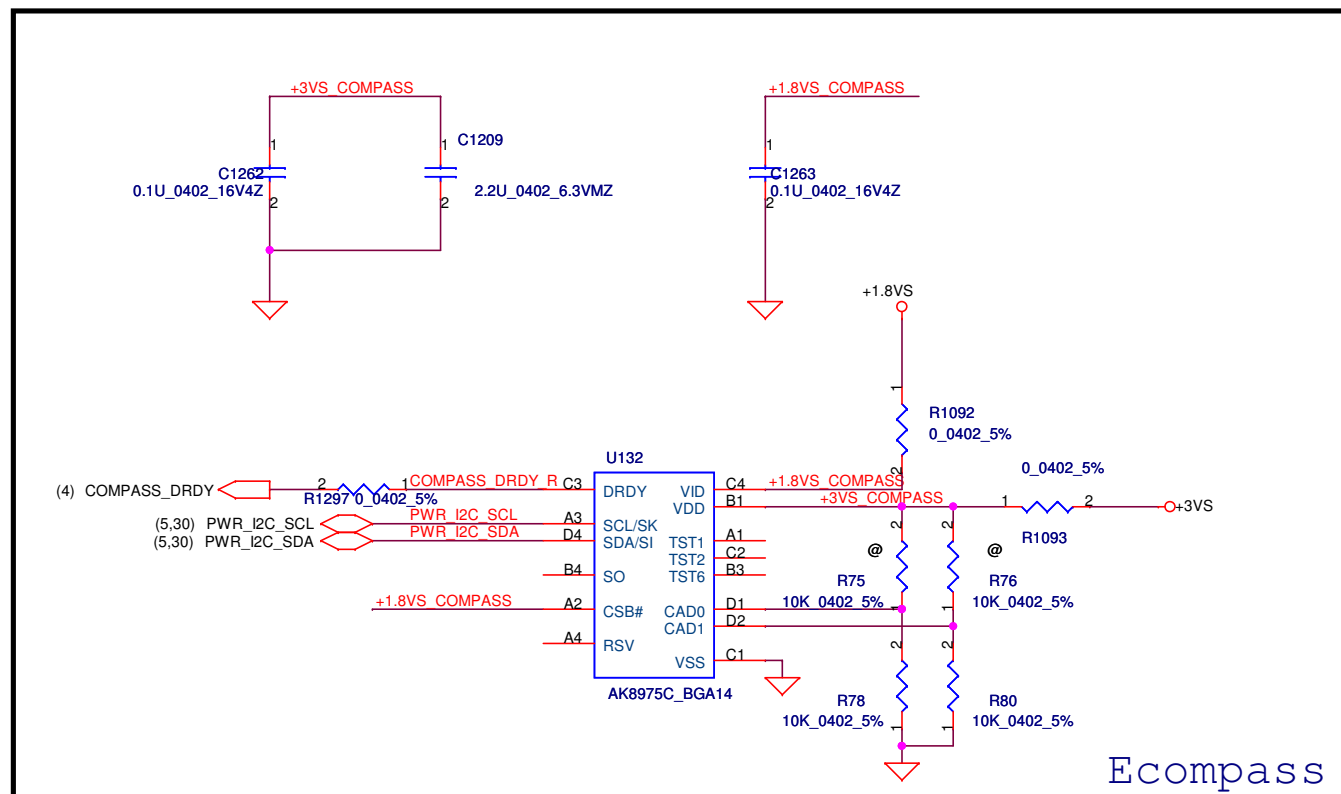 +3VS_COMPASS
+1.8VS_COMPASS
1
1
C1209
1
C1262
0.1U_0402_16V4Z
2.2U_0402_6.3VMZ
C1263
0.1U_0402_16V4Z
2
2
2
+1.8VS
1
R1092
0_0402_5%
2
U132
0_0402_5%
(4) COMPASS_DRDY
2
1
COMPASS_DRDY_R
C3
DRDY
VID
C4
+1.8VS_COMPASS
R1297 0_0402_5%
VDD
B1
+3VS_COMPASS
1
2
+3VS
R1093
(5,30) PWR_I2C_SCL
PWR_I2C_SCL
A3
SCL/SK
(5,30) PWR_I2C_SDA
PWR_I2C_SDA
D4
SDA/SI
TST1
A1
TST2
C2
TST6
B3
2
2
@
@
B4
SO
R75
10K_0402_5%
R76
10K_0402_5%
1
1
+1.8VS_COMPASS
A2
CSB#
CAD0
D1
CAD1
D2
A4
RSV
VSS
C1
2
2
AK8975C_BGA14
R78
10K_0402_5%
R80
10K_0402_5%
1
1
Ecompass